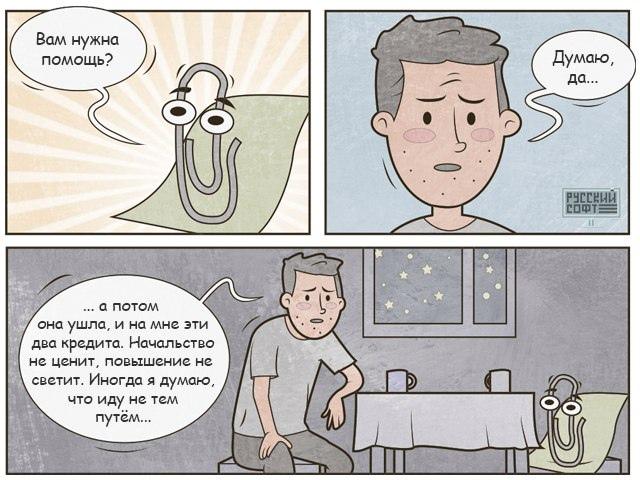 Вам нужна
помощь?
Думаю,
да...
РУССКИЙ
СОФТ
... а потом
она ушла, и на мне эти
два кредита. Начальство
не ценит, повышение не
светит. Иногда я думаю,
что иду не тем
путём...